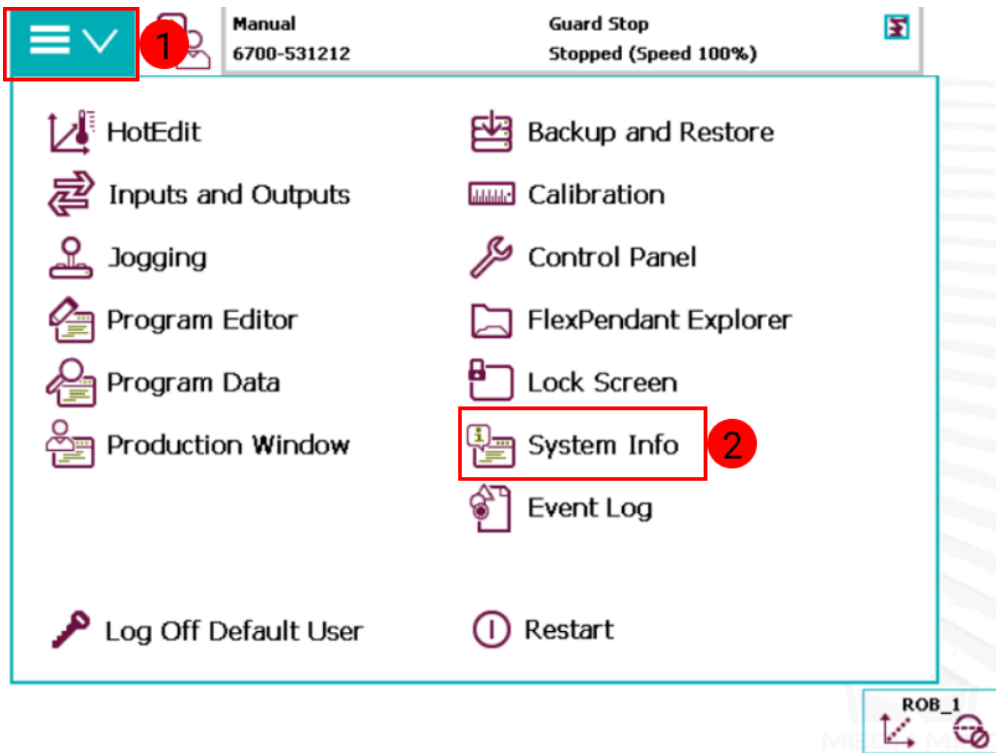 1
Manual
6700-531212
Guard Stop
Stopped (Speed 100%)
HotEdit
Inputs and Outputs
Jogging
Program Editor
Program Data
Production Window
Backup and Restore
Calibration
Control Panel
FlexPendant Explorer
Lock Screen
System Info
2
Event Log
Log Off Default User
Restart
ROB_1